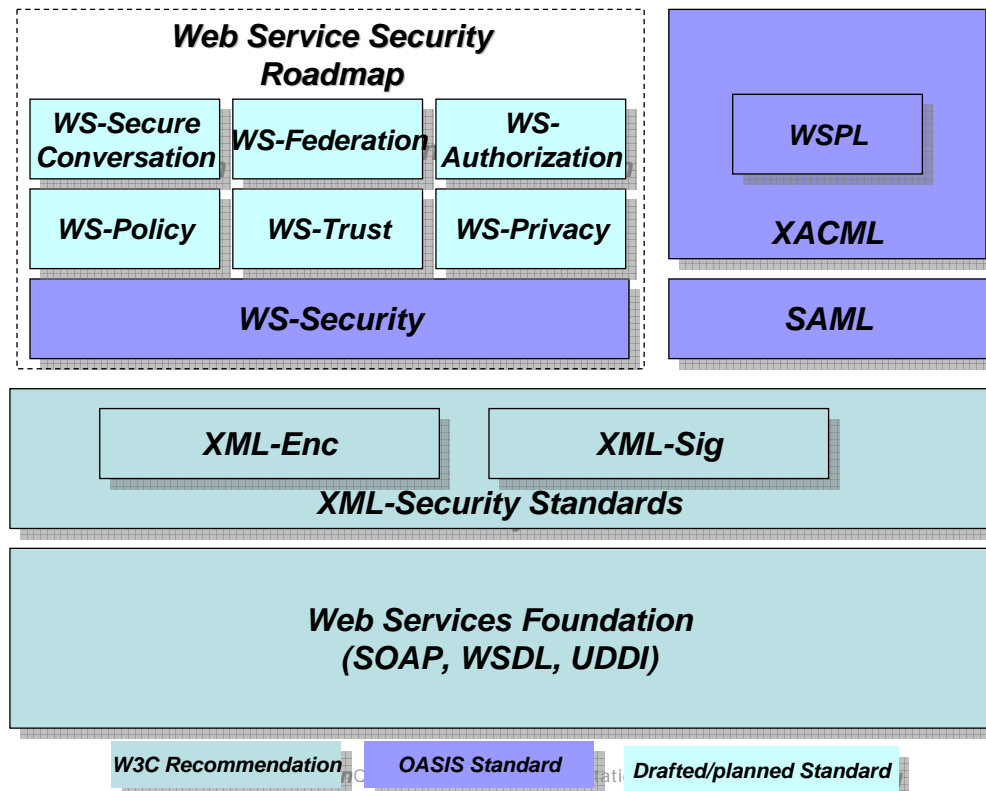 Web Service Security
Roadmap
WS-Secure
Conversation
WS-Federation
WS-
Authorization
WS-Policy
WS-Trust
WS-Privacy
WS-Security
WSPL
XACML
SAML
XML-Enc
XML-Sig
XML-Security Standards
Web Services Foundation
(SOAP, WSDL, UDDI)
W3C Recommendation
OASIS Standard
Drafted/planned Standard